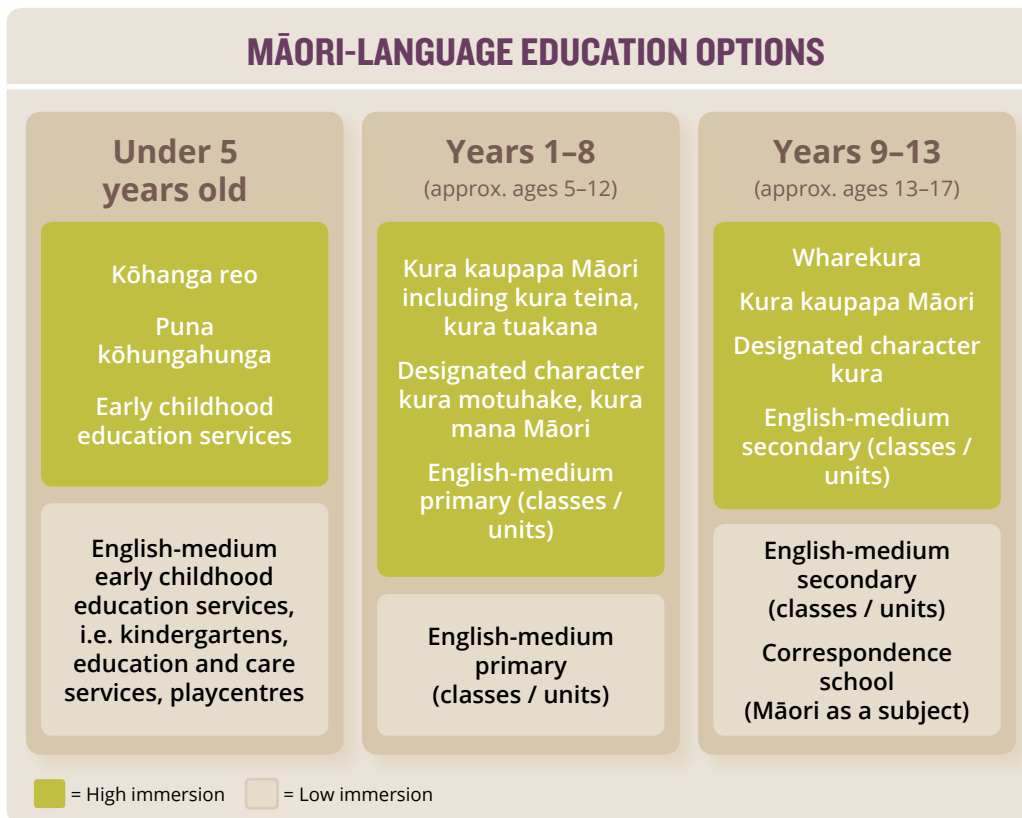 MĀORI-LANGUAGE EDUCATION OPTIONS
Under 5
years old
Kōhanga reo
Puna
kōhungahunga
Early childhood
education services
English-medium
early childhood
education services,
i.e. kindergartens,
education and care
services, playcentres
Years 1–8
(approx. ages 5–12)
Kura kaupapa Māori
including kura teina,
kura tuakana
Designated character
kura motuhake, kura
mana Māori
English-medium
primary (classes /
units)
English-medium
primary
(classes / units)
Years 9–13
(approx. ages 13–17)
Wharekura
Kura kaupapa Māori
Designated character
kura
English-medium
secondary (classes /
units)
English-medium
secondary
(classes / units)
Correspondence
school
(Māori as a subject)
= High immersion
= Low immersion